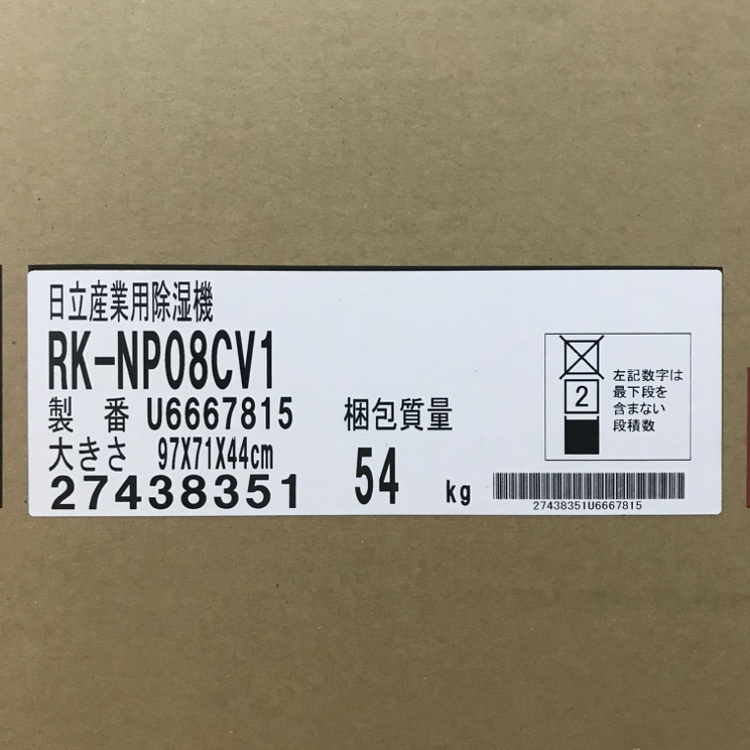 日立産業用除湿機
RK-NP08CV1
製 番 U6667815
大きさ 97X71X44cm
27438351
梱包質量
54 kg
2
左記数字は
最下段を
含まない
段積数
27438351U6667815